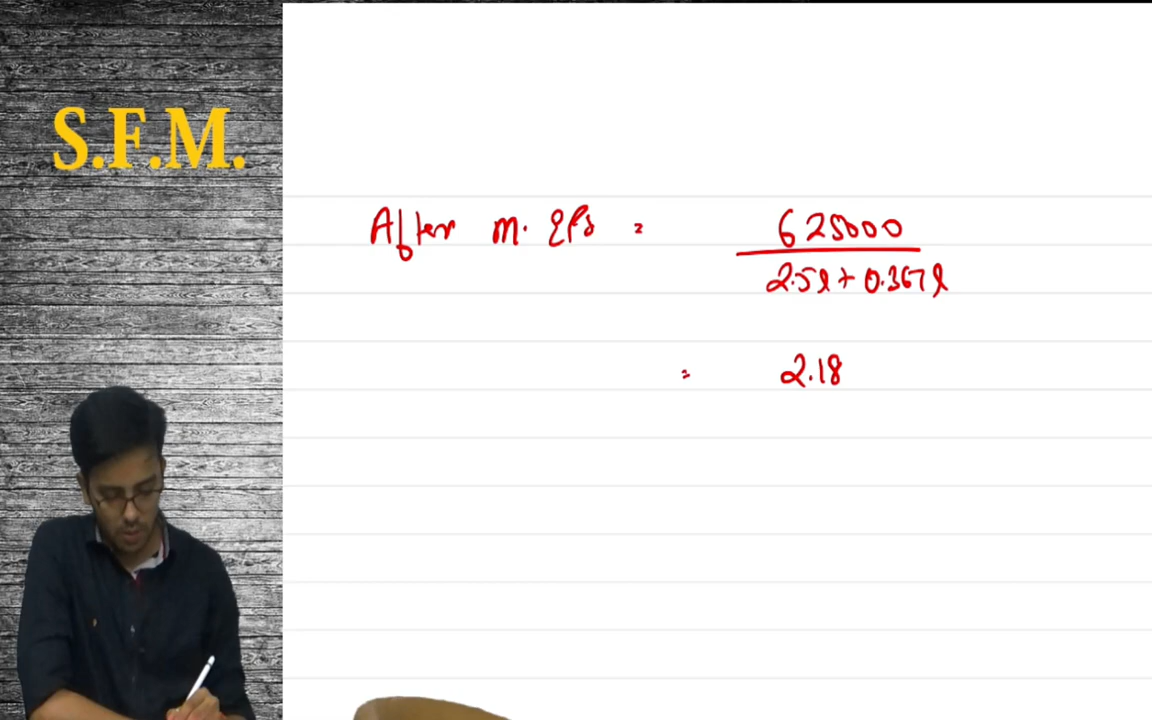 S.F.M.
After m. EPS = 625000
2.5l + 0.367l
= 2.18